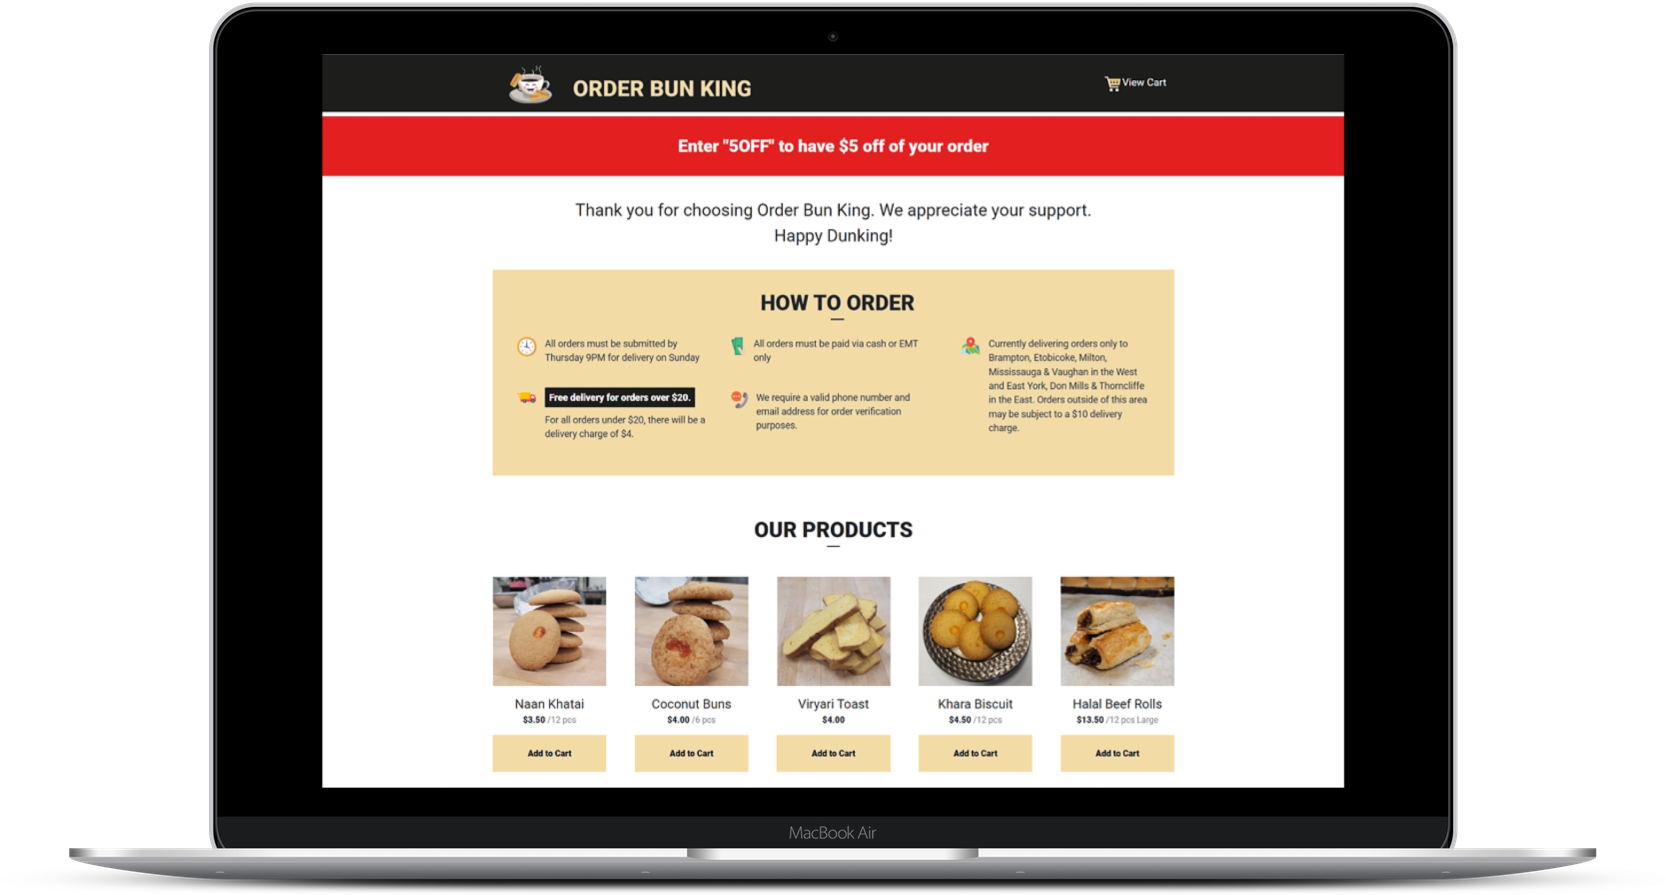 ORDER BUN KING
View Cart
Enter "5OFF" to have $5 off of your order
Thank you for choosing Order Bun King. We appreciate your support.
Happy Dunking!
HOW TO ORDER
All orders must be submitted by
Thursday 9PM for delivery on Sunday
Free delivery for orders over $20.
For all orders under $20, there will be a
delivery charge of $4.
All orders must be paid via cash or EMT
only
We require a valid phone number and
email address for order verification
purposes.
Currently delivering orders only to
Brampton, Etobicoke, Milton,
Mississauga & Vaughan in the West
and East York, Don Mills & Thorncliffe
in the East. Orders outside of this area
may be subject to a $10 delivery
charge.
OUR PRODUCTS
Naan Khatai
$3.50 /12 pcs
Add to Cart
Coconut Buns
$4.00 /6 pcs
Add to Cart
Viryari Toast
$4.00
Add to Cart
Khara Biscuit
$4.50 /12 pcs
Add to Cart
Halal Beef Rolls
$13.50 /12 pcs Large
Add to Cart
MacBook Air